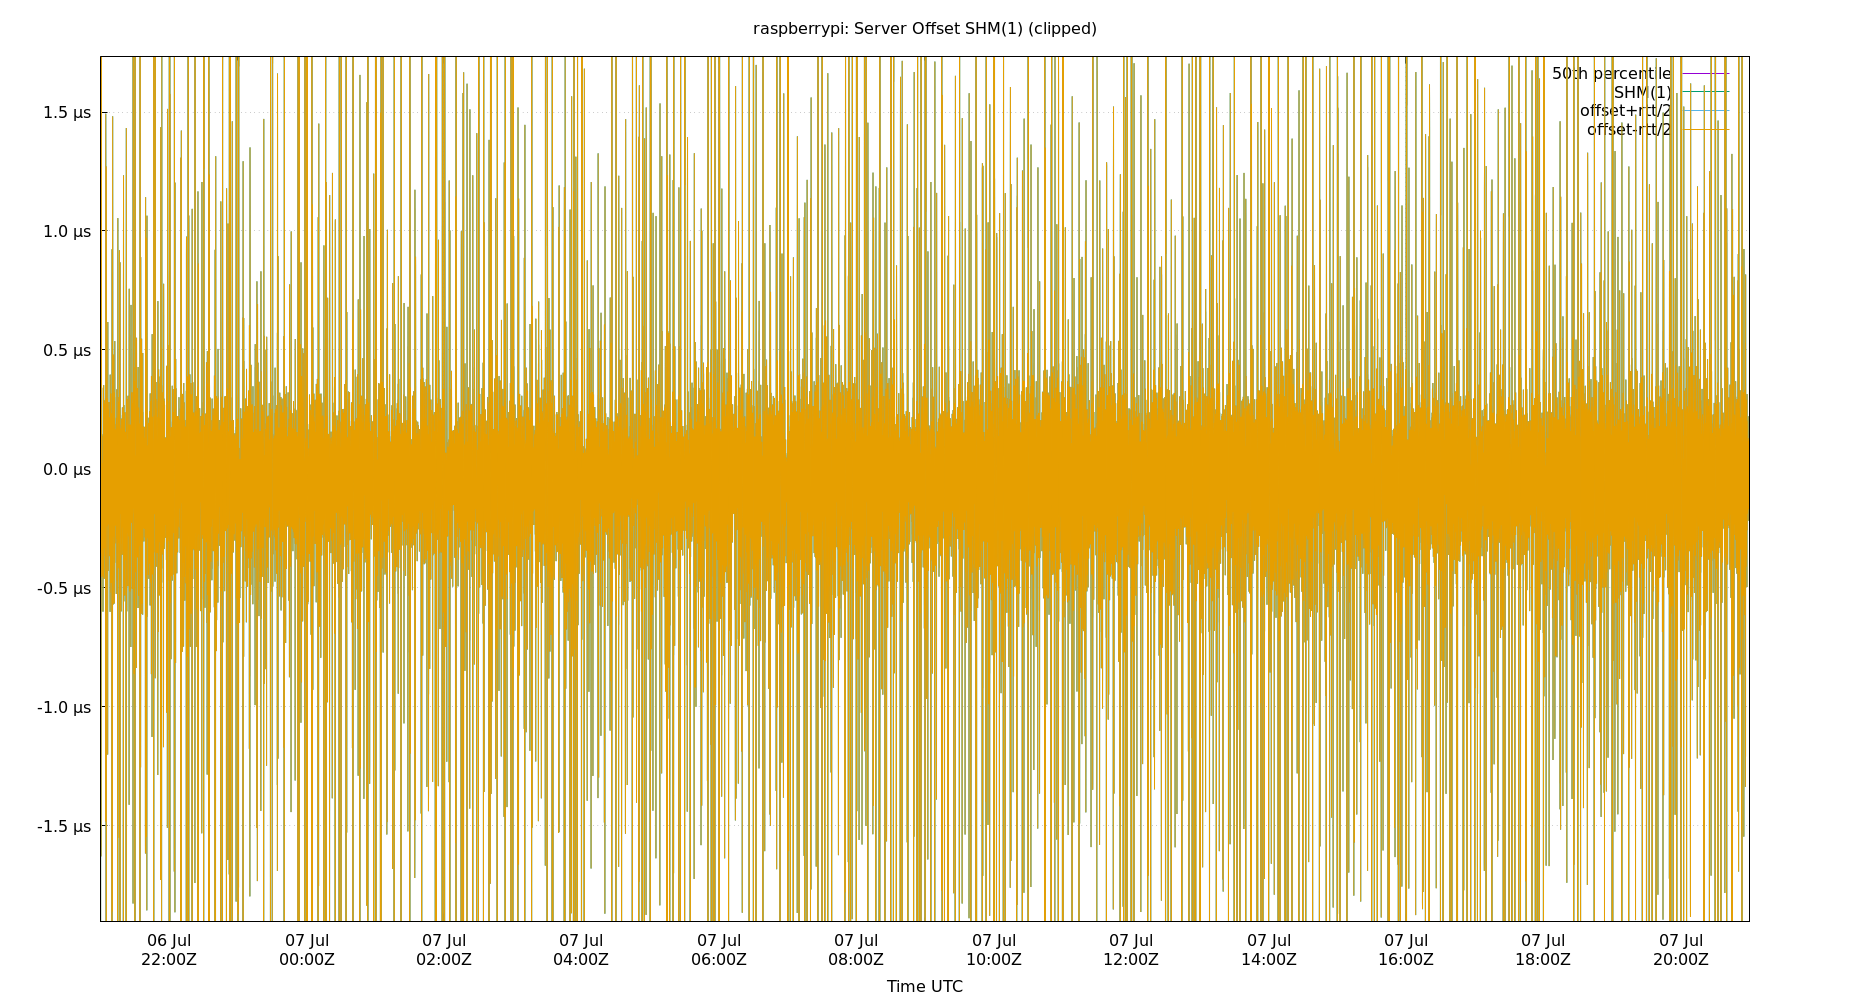 raspberrypi: Server Offset SHM(1) (clipped)
50th percentile
SHM(1)
offset+rtt/2
offset-rtt/2
1.5 µs
1.0 µs
0.5 µs
0.0 µs
-0.5 µs
-1.0 µs
-1.5 µs
06 Jul 07 Jul 07 Jul 07 Jul 07 Jul 07 Jul 07 Jul 07 Jul 07 Jul 07 Jul 07 Jul 07 Jul
22:00Z 00:00Z 02:00Z 04:00Z 06:00Z 08:00Z 10:00Z 12:00Z 14:00Z 16:00Z 18:00Z 20:00Z
Time UTC